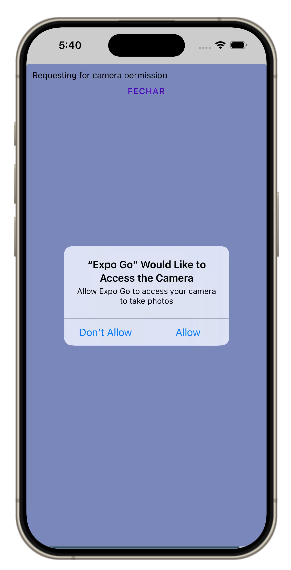 5:40
Requesting for camera permission
FECHAR
“Expo Go” Would Like to
Access the Camera
Allow Expo Go to access your camera
to take photos
Don’t Allow
Allow